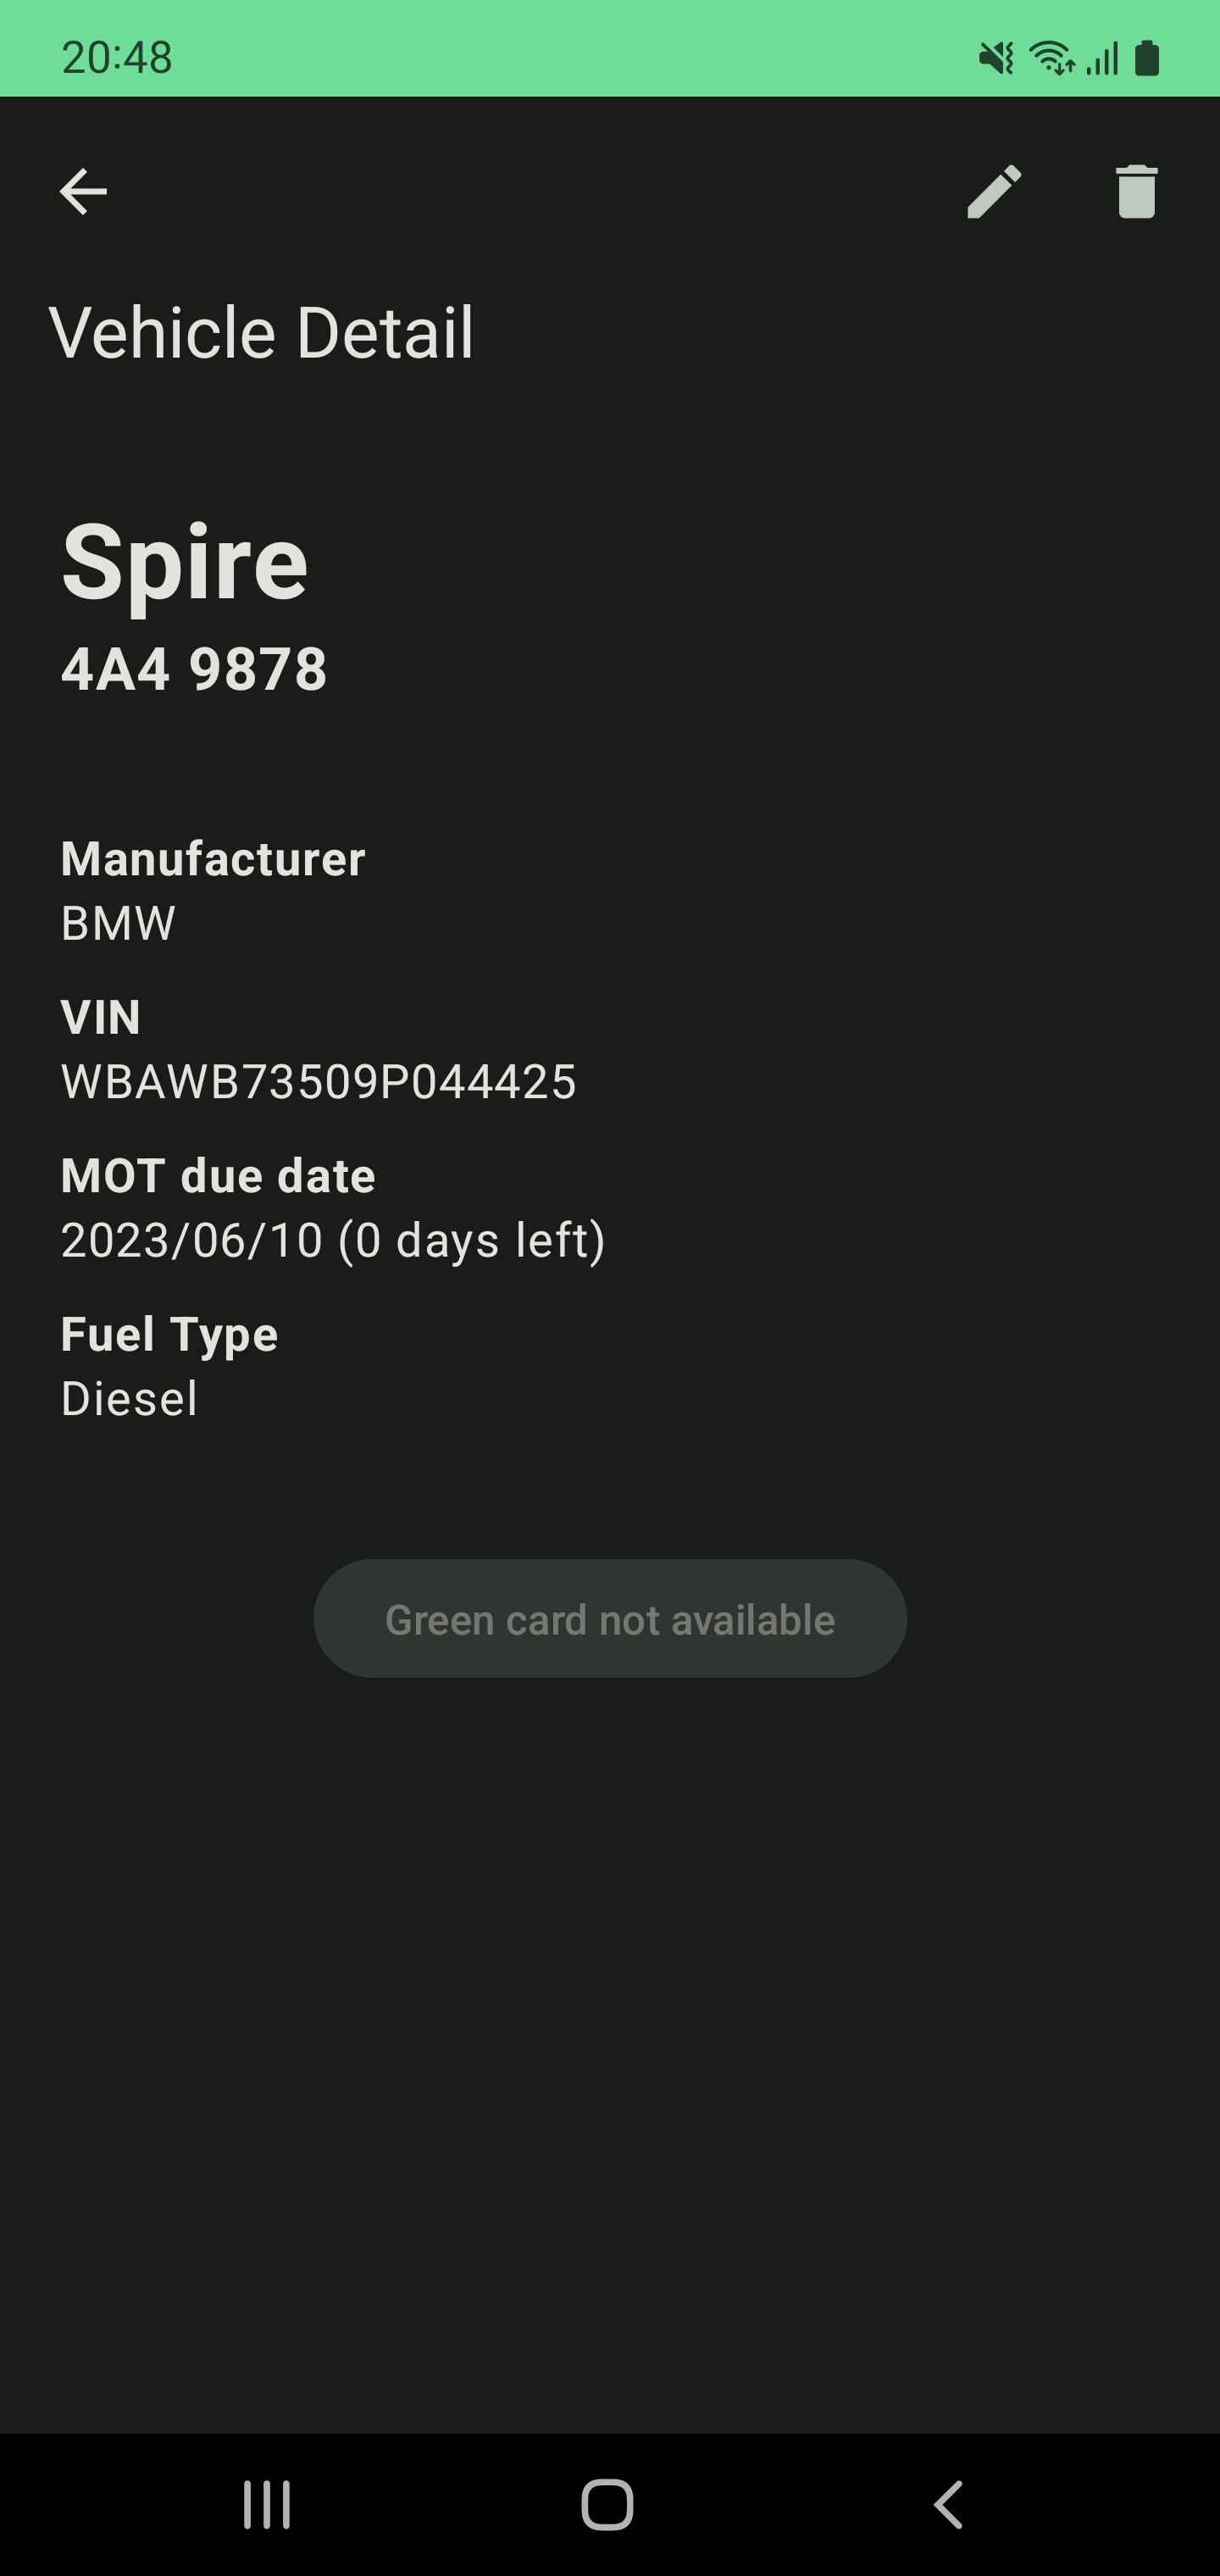 20:48
Vehicle Detail
Spire
4A4 9878
Manufacturer
BMW
VIN
WBAWB73509P044425
MOT due date
2023/06/10 (0 days left)
Fuel Type
Diesel
Green card not available